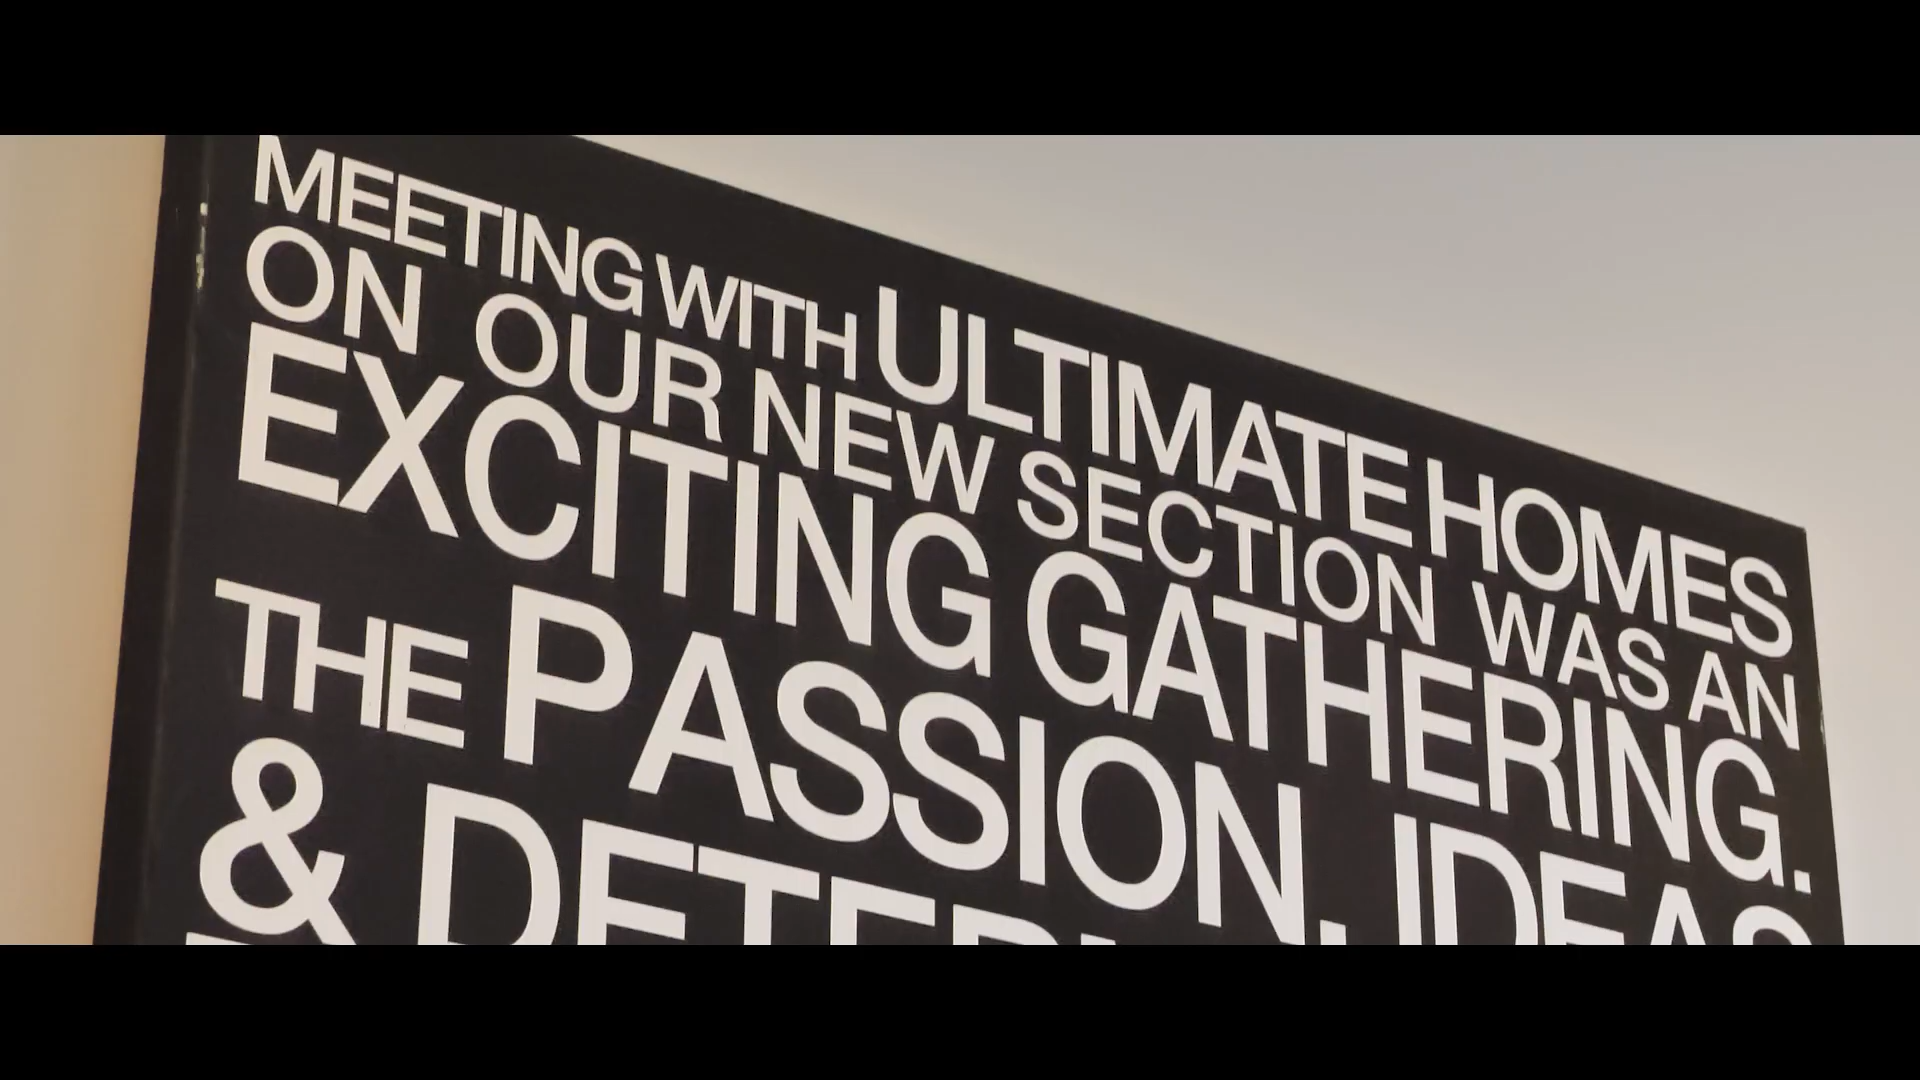 MEETING WITH ULTIMATE HOMES
ON OUR NEW SECTION WAS AN
EXCITING GATHERING.
THE PASSION, IDEAS
&